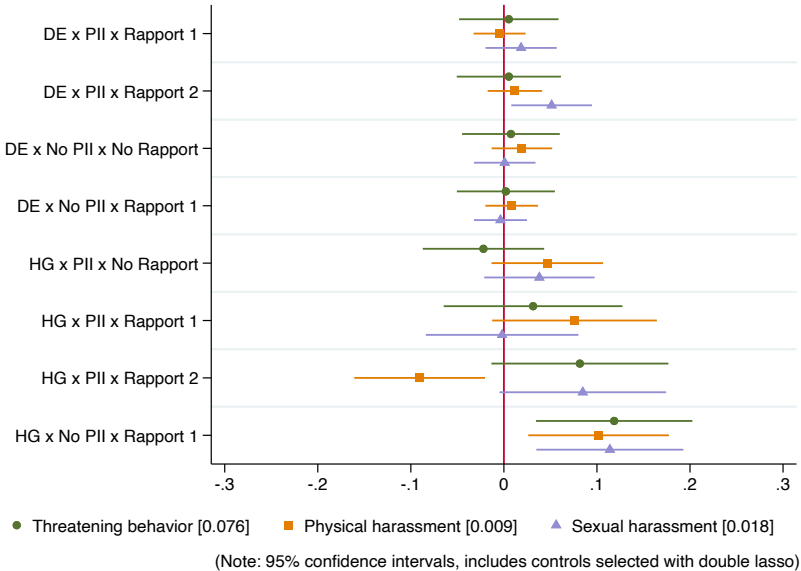 DE x PII x Rapport 1
DE x PII x Rapport 2
DE x No PII x No Rapport
DE x No PII x Rapport 1
HG x PII x No Rapport
HG x PII x Rapport 1
HG x PII x Rapport 2
HG x No PII x Rapport 1
-.3 -.2 -.1 0 .1 .2 .3
Threatening behavior [0.076] Physical harassment [0.009] Sexual harassment [0.018]
(Note: 95% confidence intervals, includes controls selected with double lasso)